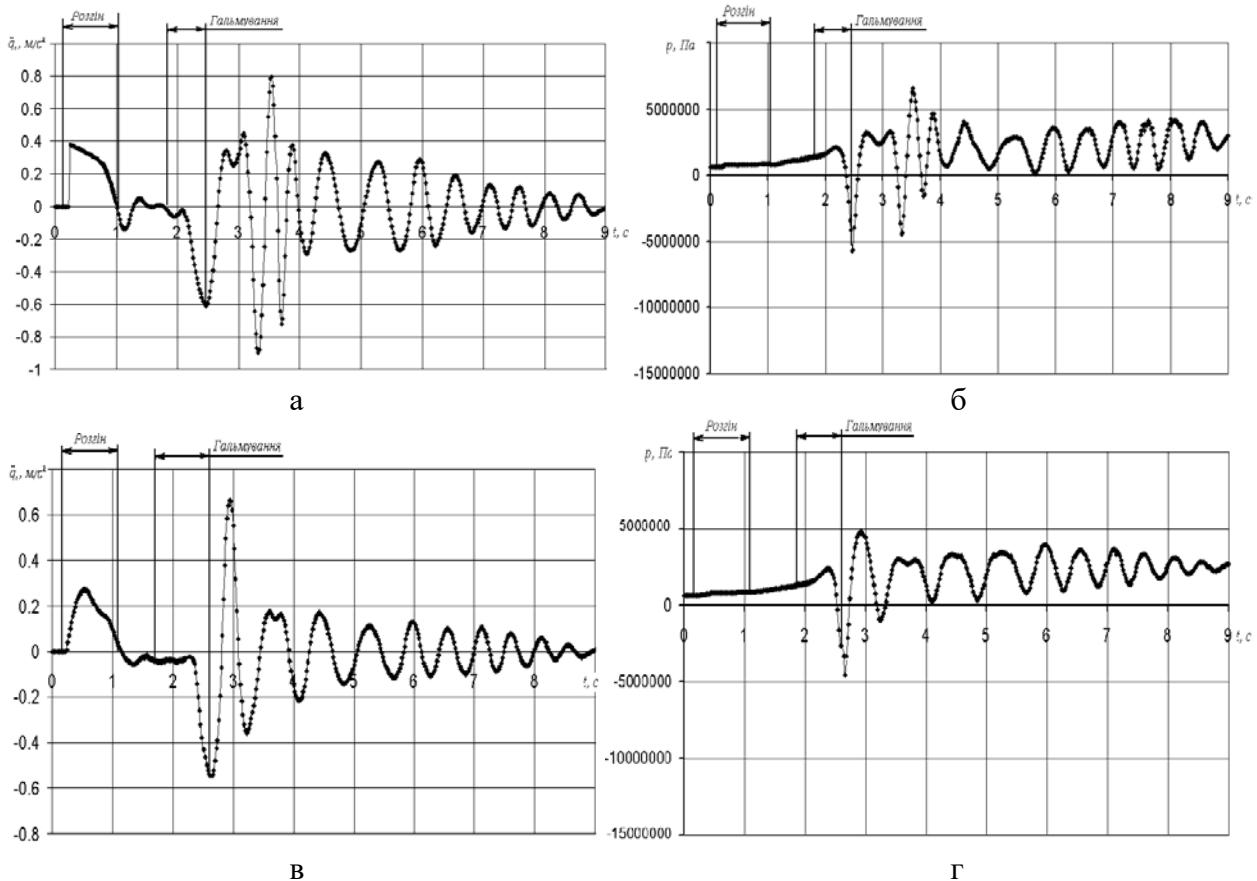 Розгін
Гальмування
q̈₁, м/с²
0.8
0.6
0.4
0.2
0
-0.2
-0.4
-0.6
-0.8
-1
0 1 2 3 4 5 6 7 8 9
t, с
а
Розгін
Гальмування
p, Па
5000000
0
-5000000
-10000000
-15000000
0 1 2 3 4 5 6 7 8 9
t, с
б
Розгін
Гальмування
м/с²
0.6
0.4
0.2
0
-0.2
-0.4
-0.6
-0.8
0 1 2 3 4 5 6 7 8
t, с
в
Розгін
Гальмування
p, Па
5000000
0
-5000000
-10000000
-15000000
0 1 2 3 4 5 6 7 8 9
t, с
г